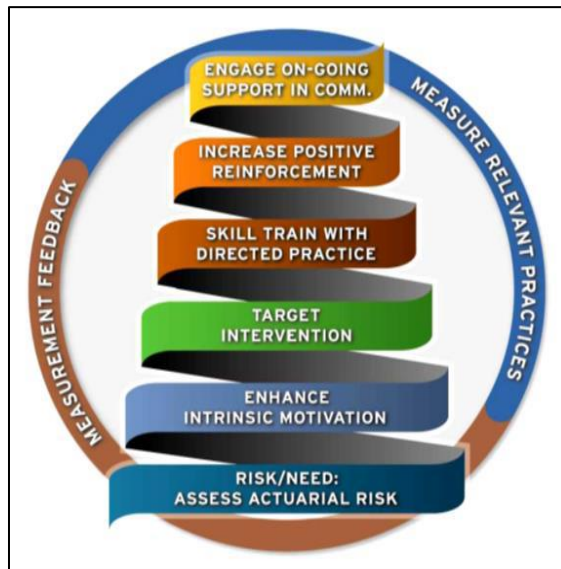 ENGAGE ON-GOING
SUPPORT IN COMM.
INCREASE POSITIVE
REINFORCEMENT
SKILL TRAIN WITH
DIRECTED PRACTICE
TARGET
INTERVENTION
ENHANCE
INTRINSIC MOTIVATION
RISK/NEED:
ASSESS ACTUARIAL RISK
MEASURE RELEVANT PRACTICES
MEASUREMENT FEEDBACK